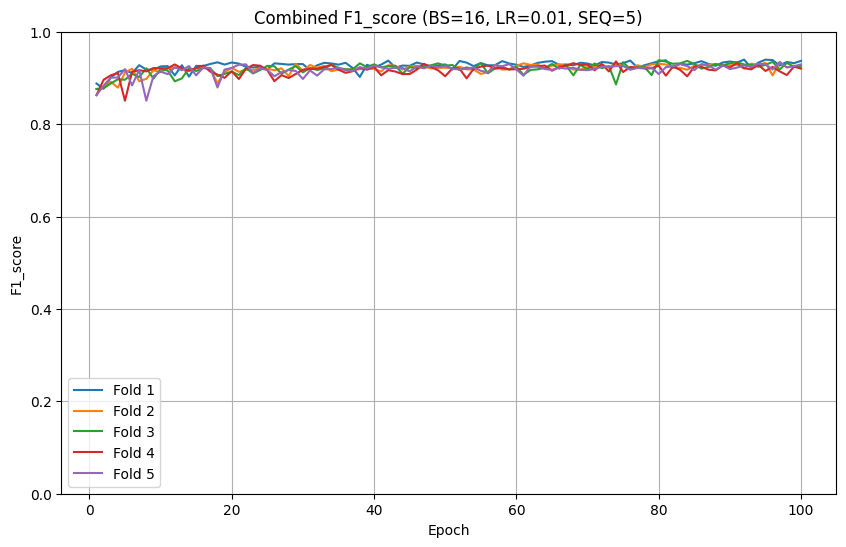 Combined F1_score (BS=16, LR=0.01, SEQ=5)
1.0
0.8
0.6
0.4
0.2
0.0
F1_score
Fold 1
Fold 2
Fold 3
Fold 4
Fold 5
0 20 40 60 80 100
Epoch